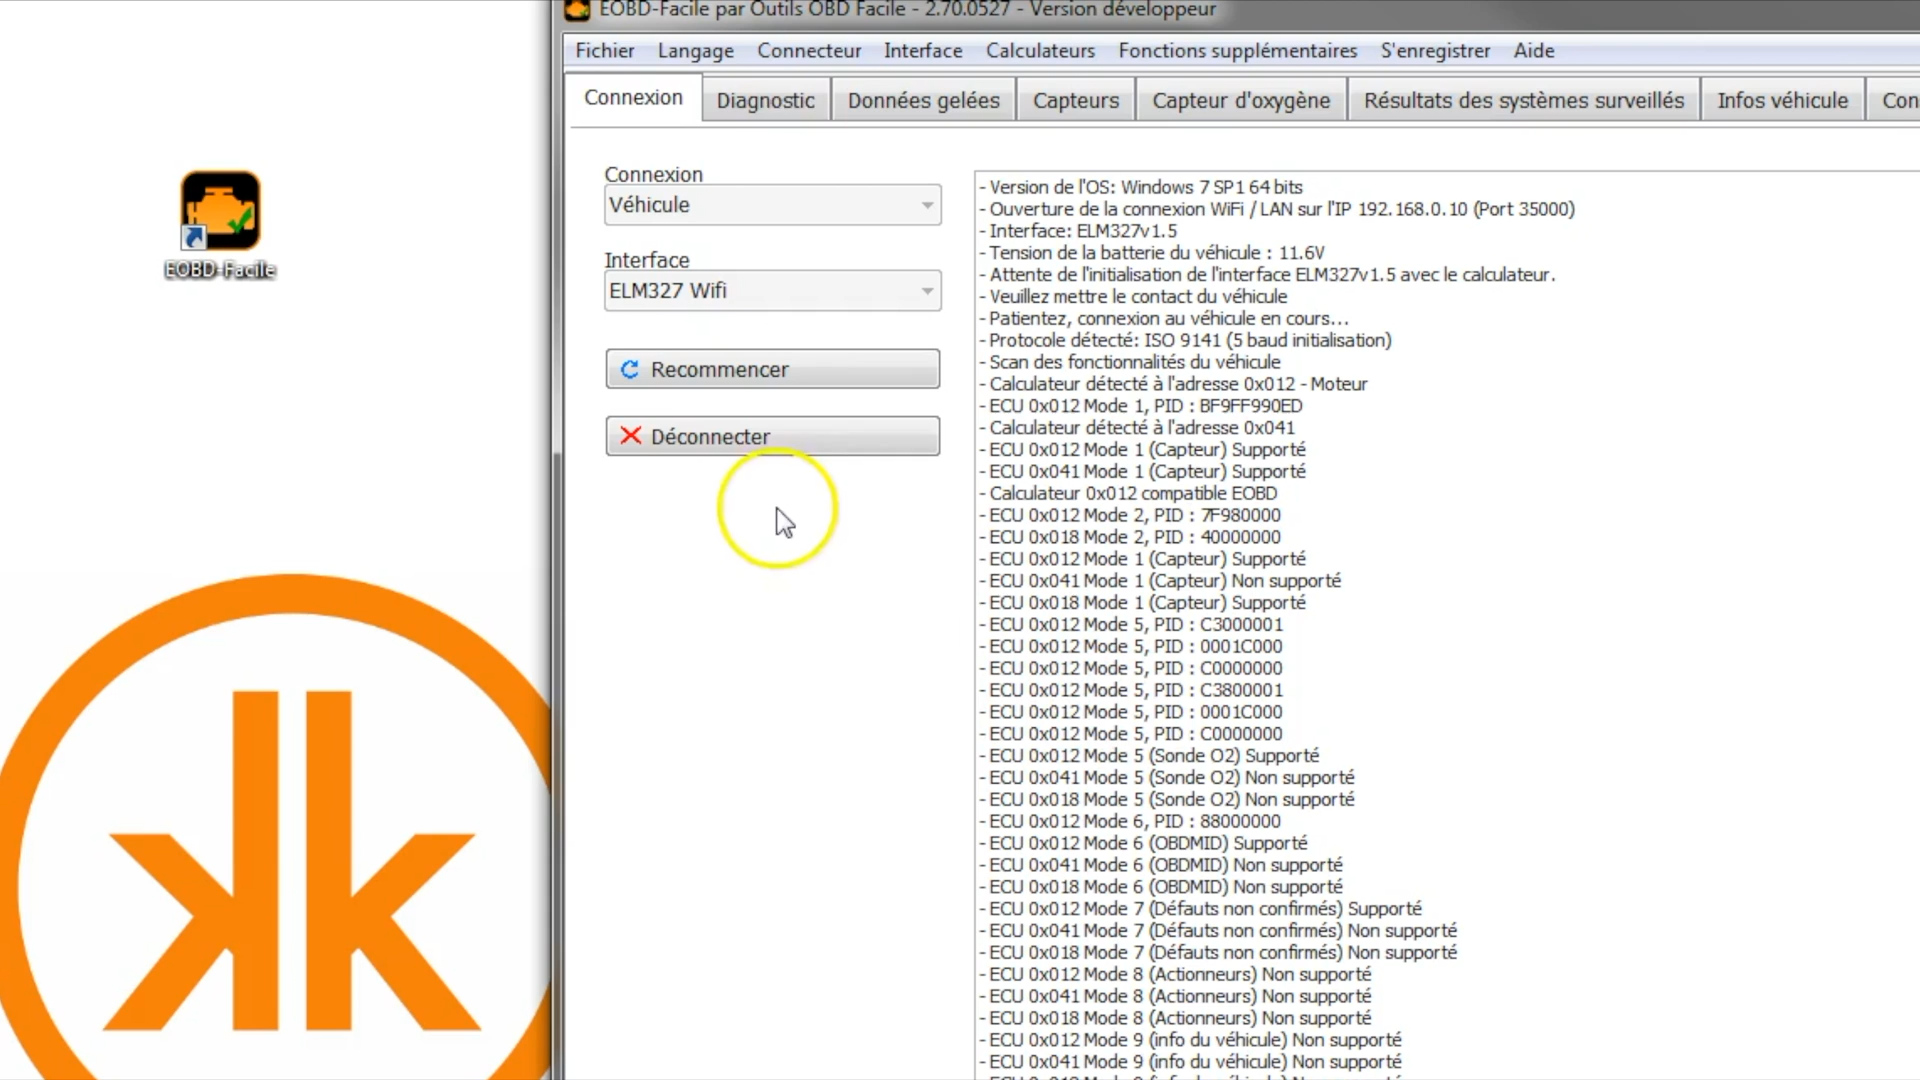 EOBD-Facile par Outils OBD Facile - 2.70.0527 - Version développeur
Fichier Langage Connecteur Interface Calculateurs Fonctions supplémentaires S'enregistrer Aide
Connexion Diagnostic Données gelées Capteurs Capteur d'oxygène Résultats des systèmes surveillés Infos véhicule Con
EOBD-Facile
Connexion
Véhicule
Interface
ELM327 Wifi
Recommencer
Déconnecter
- Version de l'OS: Windows 7 SP1 64 bits
- Ouverture de la connexion WiFi / LAN sur l'IP 192.168.0.10 (Port 35000)
- Interface: ELM327v1.5
- Tension de la batterie du véhicule : 11.6V
- Attente de l'initialisation de l'interface ELM327v1.5 avec le calculateur.
- Veuillez mettre le contact du véhicule
- Patientez, connexion au véhicule en cours...
- Protocole détecté: ISO 9141 (5 baud initialisation)
- Scan des fonctionnalités du véhicule
- Calculateur détecté à l'adresse 0x012 - Moteur
- ECU 0x012 Mode 1, PID : BF9FF990ED
- Calculateur détecté à l'adresse 0x041
- ECU 0x012 Mode 1 (Capteur) Supporté
- ECU 0x041 Mode 1 (Capteur) Supporté
- Calculateur 0x012 compatible EOBD
- ECU 0x012 Mode 2, PID : 7F980000
- ECU 0x018 Mode 2, PID : 40000000
- ECU 0x012 Mode 1 (Capteur) Supporté
- ECU 0x041 Mode 1 (Capteur) Non supporté
- ECU 0x018 Mode 1 (Capteur) Supporté
- ECU 0x012 Mode 5, PID : C3000001
- ECU 0x012 Mode 5, PID : 0001C000
- ECU 0x012 Mode 5, PID : C0000000
- ECU 0x012 Mode 5, PID : C3800001
- ECU 0x012 Mode 5, PID : 0001C000
- ECU 0x012 Mode 5, PID : C0000000
- ECU 0x012 Mode 5 (Sonde O2) Supporté
- ECU 0x041 Mode 5 (Sonde O2) Non supporté
- ECU 0x018 Mode 5 (Sonde O2) Non supporté
- ECU 0x012 Mode 6, PID : 88000000
- ECU 0x012 Mode 6 (OBDMID) Supporté
- ECU 0x041 Mode 6 (OBDMID) Non supporté
- ECU 0x018 Mode 6 (OBDMID) Non supporté
- ECU 0x012 Mode 7 (Défauts non confirmés) Supporté
- ECU 0x041 Mode 7 (Défauts non confirmés) Non supporté
- ECU 0x018 Mode 7 (Défauts non confirmés) Non supporté
- ECU 0x012 Mode 8 (Actionneurs) Non supporté
- ECU 0x041 Mode 8 (Actionneurs) Non supporté
- ECU 0x018 Mode 8 (Actionneurs) Non supporté
- ECU 0x012 Mode 9 (info du véhicule) Non supporté
- ECU 0x041 Mode 9 (info du véhicule) Non supporté